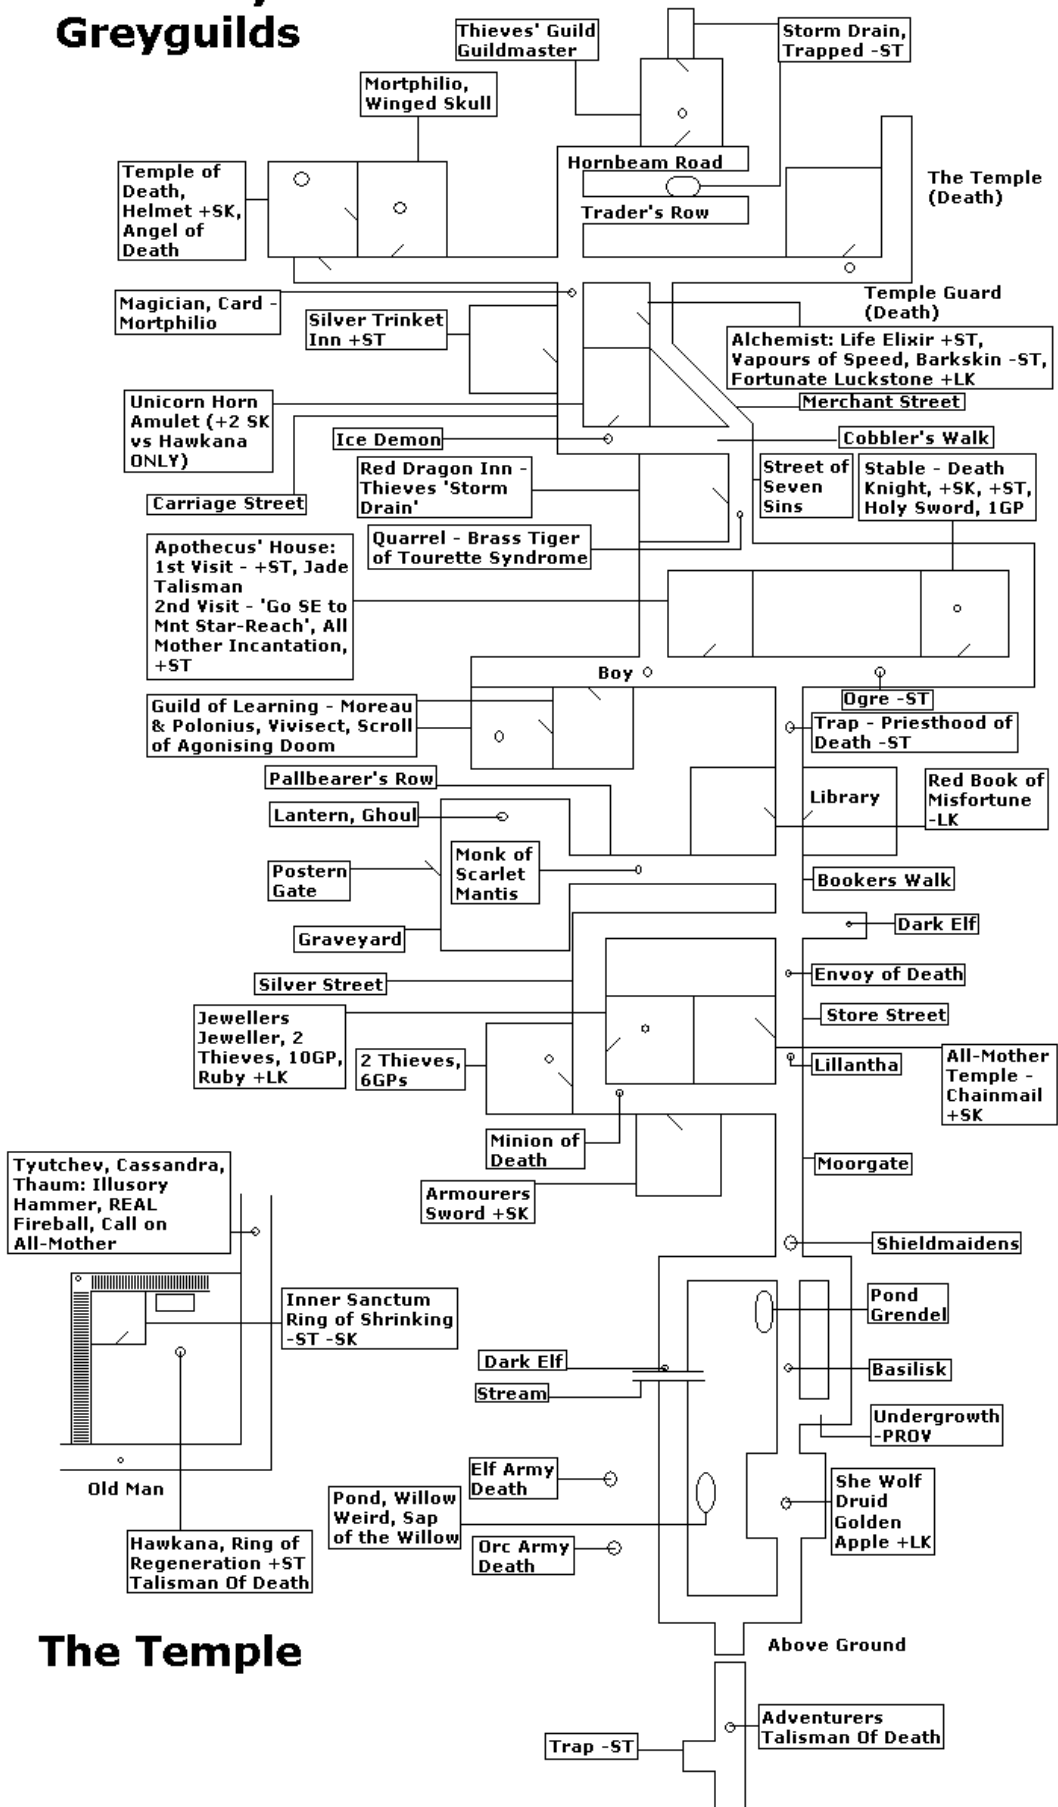 Greyguilds
Thieves' Guild
Guildmaster
Storm Drain,
Trapped -ST
Mortphilio,
Winged Skull
Hornbeam Road
Temple of
Death,
Helmet +SK,
Angel of
Death
The Temple
(Death)
Trader's Row
Magician, Card -
Mortphilio
Silver Trinket
Inn +ST
Temple Guard
(Death)
Alchemist: Life Elixir +ST,
Vapours of Speed, Barkskin -ST,
Fortunate Luckstone +LK
Unicorn Horn
Amulet (+2 SK
vs Hawkana
ONLY)
Merchant Street
Ice Demon
Cobbler's Walk
Red Dragon Inn -
Thieves 'Storm
Drain'
Street of
Seven
Sins
Stable - Death
Knight, +SK, +ST,
Holy Sword, 1GP
Carriage Street
Quarrel - Brass Tiger
of Tourette Syndrome
Apothecus' House:
1st Visit - +ST, Jade
Talisman
2nd Visit - 'Go SE to
Mnt Star-Reach', All
Mother Incantation,
+ST
Boy
Ogre -ST
Guild of Learning - Moreau
& Polonius, Vivisect, Scroll
of Agonising Doom
Trap - Priesthood of
Death -ST
Pallbearer's Row
Library
Red Book of
Misfortune
-LK
Lantern, Ghoul
Monk of
Scarlet
Mantis
Postern
Gate
Bookers Walk
Graveyard
Dark Elf
Silver Street
Envoy of Death
Jewellers
Jeweller, 2
Thieves, 10GP,
Ruby +LK
Store Street
2 Thieves,
6GPs
Lillantha
All-Mother
Temple -
Chainmail
+SK
Minion of
Death
Moorgate
Tyutchev, Cassandra,
Thaum: Illusory
Hammer, REAL
Fireball, Call on
All-Mother
Armourers
Sword +SK
Shieldmaidens
Inner Sanctum
Ring of Shrinking
-ST -SK
Pond
Grendel
Dark Elf
Basilisk
Stream
Undergrowth
-PROV
Old Man
Elf Army
Death
Pond, Willow
Weird, Sap
of the Willow
She Wolf
Druid
Golden
Apple +LK
Hawkana, Ring of
Regeneration +ST
Talisman Of Death
Orc Army
Death
The Temple
Above Ground
Adventurers
Talisman Of Death
Trap -ST